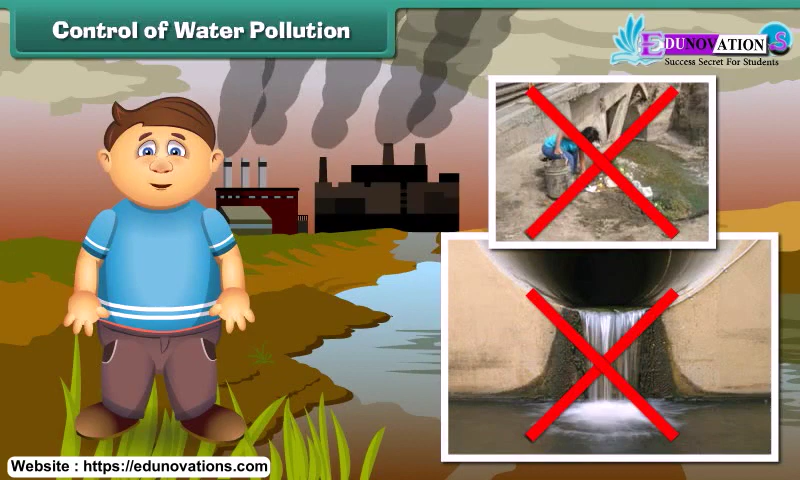 Control of Water Pollution
EDUNOVATIONS
Success Secret For Students
Website : https://edunovations.com